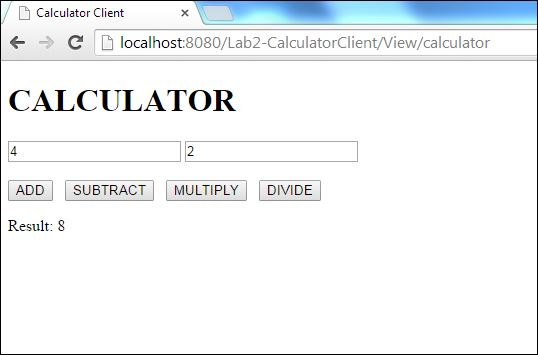 Calculator Client
localhost:8080/Lab2-CalculatorClient/View/calculator
CALCULATOR
4 2
ADD SUBTRACT MULTIPLY DIVIDE
Result: 8